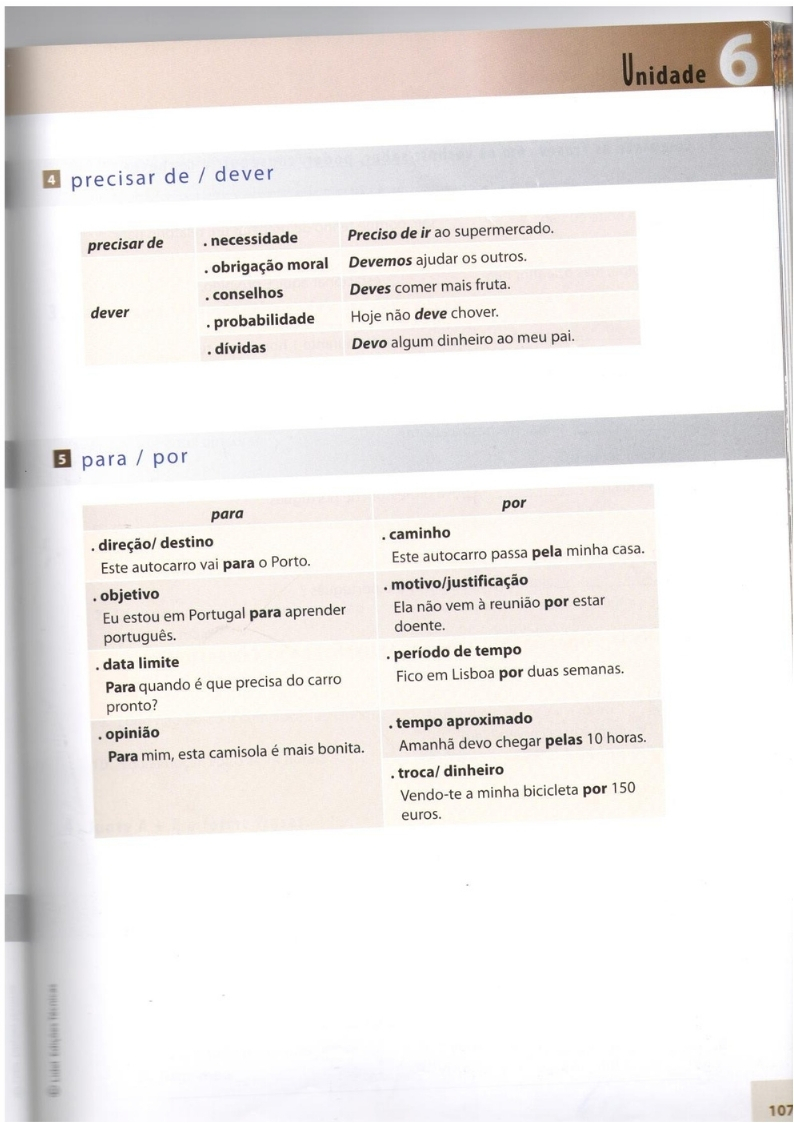 Unidade 6
4 precisar de / dever
precisar de . necessidade Preciso de ir ao supermercado.
. obrigação moral Devemos ajudar os outros.
. conselhos Deves comer mais fruta.
dever
. probabilidade Hoje não deve chover.
. dívidas Devo algum dinheiro ao meu pai.
5 para / por
para
. direção/ destino
Este autocarro vai para o Porto.
. objetivo
Eu estou em Portugal para aprender
português.
. data limite
Para quando é que precisa do carro
pronto?
. opinião
Para mim, esta camisola é mais bonita.
por
. caminho
Este autocarro passa pela minha casa.
. motivo/justificação
Ela não vem à reunião por estar
doente.
. período de tempo
Fico em Lisboa por duas semanas.
. tempo aproximado
Amanhã devo chegar pelas 10 horas.
. troca/ dinheiro
Vendo-te a minha bicicleta por 150
euros.
© Lidel Edições Técnicas
107